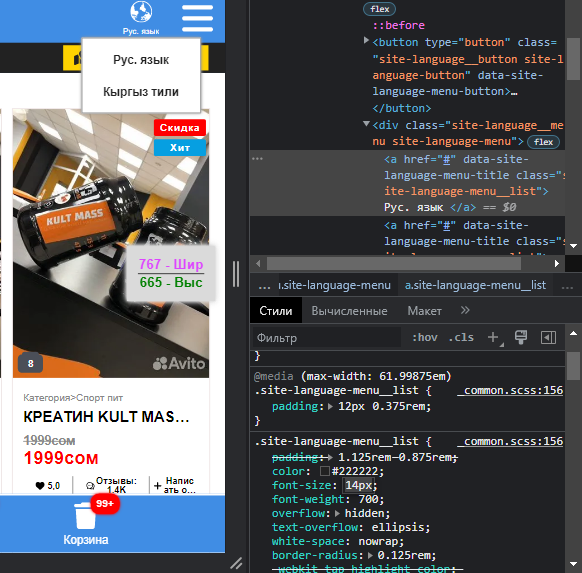 Рус. язык
Рус. язык
Кыргыз тили
Скидка
Хит
KULT MASS
767 - Шир
665 - Выс
8
Avito
Категория>Спорт пит
КРЕАТИН KULT MAS...
1999сом
1999сом
5,0
Отзывы:
1.4K
Напис
ать о...
99+
Корзина
flex
::before
<button type="button" class=
"site-language__button site-l
anguage-button" data-site-
language-menu-button>…
</button>
<div class="site-language__me
nu site-language-menu"> flex
<a href="#" data-site-
language-menu-title class="s
ite-language-menu__list">
Рус. язык </a> == $0
<a href="#" data-site-
language-menu-title class="s
... ı.site-language-menu a.site-language-menu__list ...
Стили Вычисленные Макет »
Фильтр :hov .cls +
}
@media (max-width: 61.99875em)
.site-language-menu__list { _common.scss:156
padding: 12px 0.375rem;
}
.site-language-menu__list { _common.scss:156
padding: 1.125rem 0.875rem;
color: #222222;
font-size: 14px;
font-weight: 700;
overflow: hidden;
text-overflow: ellipsis;
white-space: nowrap;
border-radius: 0.125rem;
-webkit-tap-highlight-color: